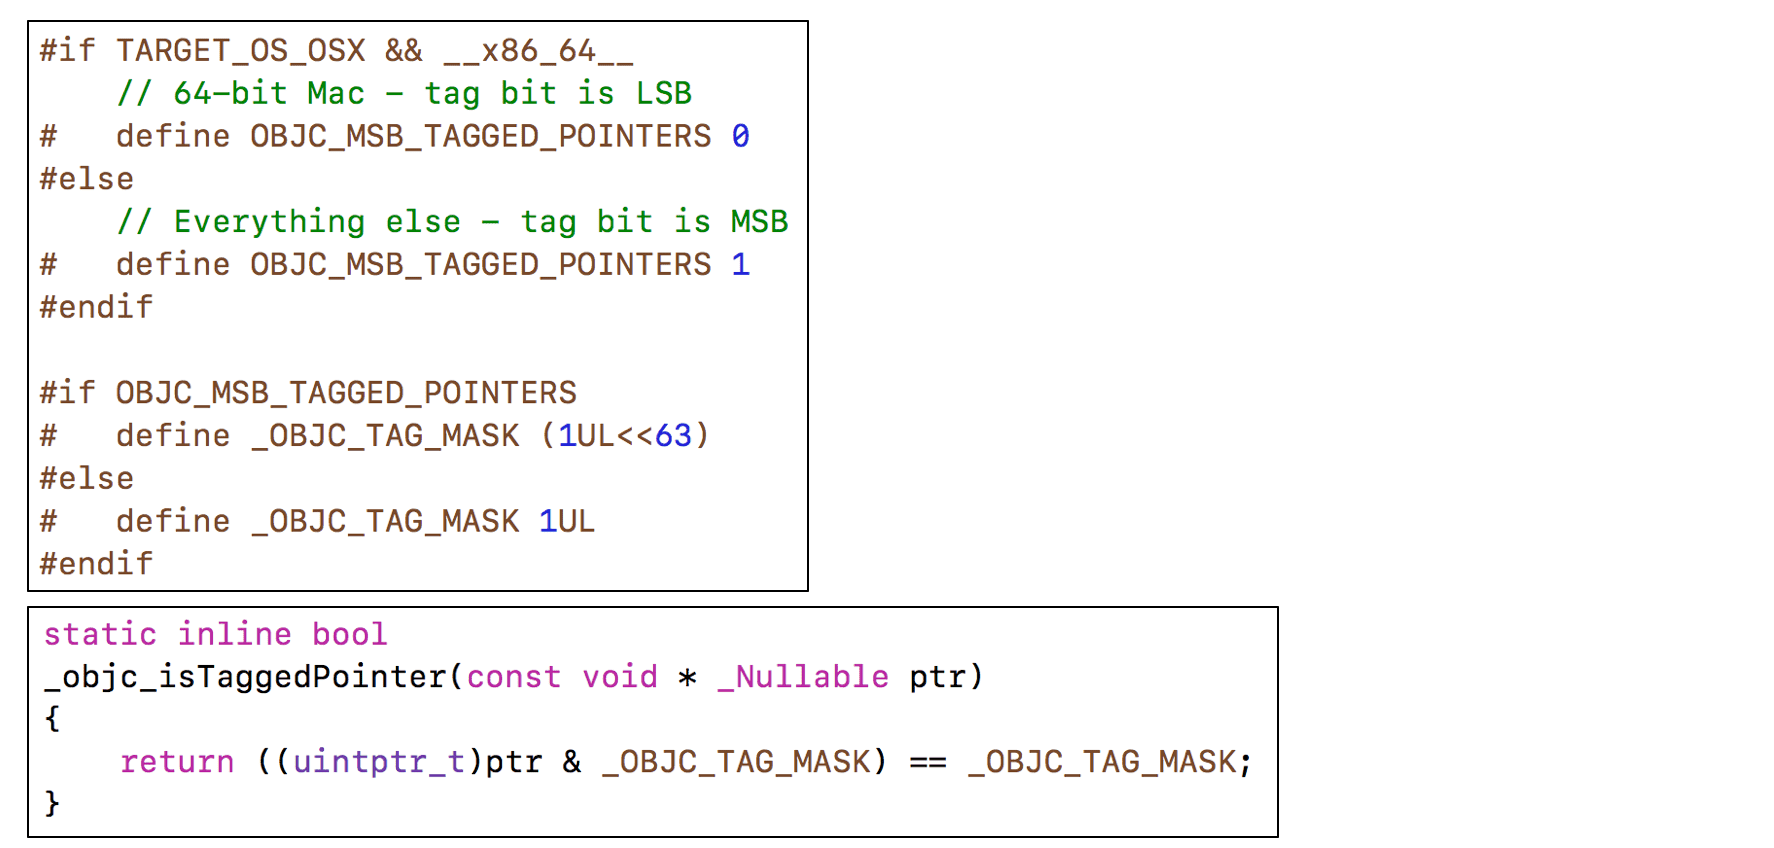 #if TARGET_OS_OSX && __x86_64__
    // 64-bit Mac - tag bit is LSB
#   define OBJC_MSB_TAGGED_POINTERS 0
#else
    // Everything else - tag bit is MSB
#   define OBJC_MSB_TAGGED_POINTERS 1
#endif

#if OBJC_MSB_TAGGED_POINTERS
#   define _OBJC_TAG_MASK (1UL<<63)
#else
#   define _OBJC_TAG_MASK 1UL
#endif
static inline bool
_objc_isTaggedPointer(const void * _Nullable ptr)
{
    return ((uintptr_t)ptr & _OBJC_TAG_MASK) == _OBJC_TAG_MASK;
}